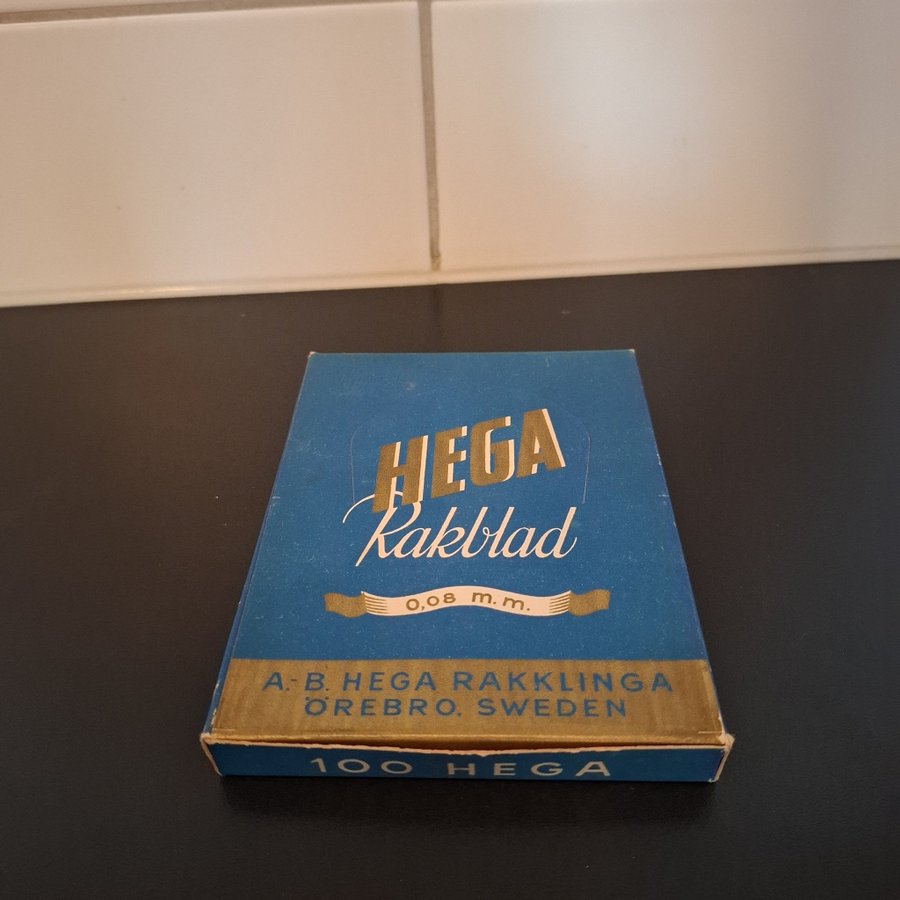 HEGA
Rakblad
0,08 m.m.
A.-B. HEGA RAKKLINGA
ÖREBRO. SWEDEN
100 HEGA